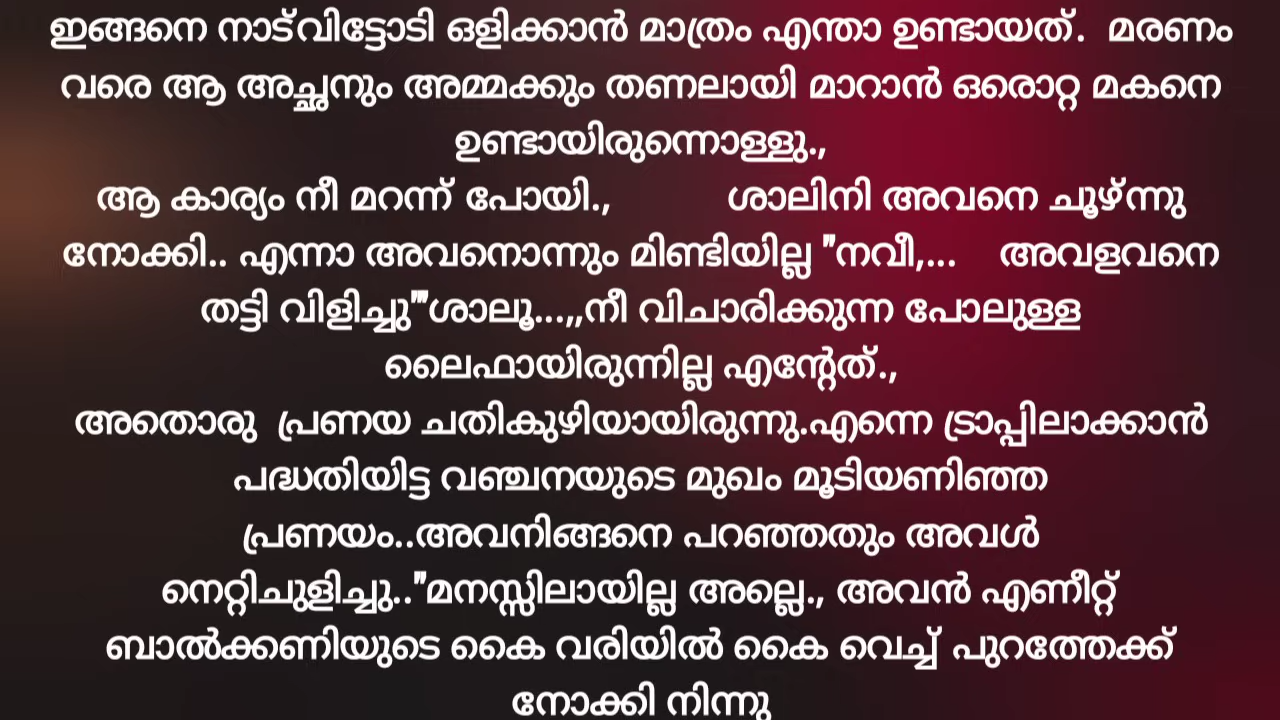 ഇങ്ങനെ നാട്‌വിട്ടോടി ഒളിക്കാൻ മാത്രം എന്താ ഉണ്ടായത്. മരണം
വരെ ആ അച്ഛനും അമ്മക്കും തണലായി മാറാൻ ഒരൊറ്റ മകനെ
ഉണ്ടായിരുന്നൊള്ളു.,
ആ കാര്യം നീ മറന്ന് പോയി., ശാലിനി അവനെ ചൂഴ്ന്നു
നോക്കി.. എന്നാ അവനൊന്നും മിണ്ടിയില്ല "നവീ,... അവളവനെ
തട്ടി വിളിച്ചു"'ശാലൂ...,,നീ വിചാരിക്കുന്ന പോലുള്ള
ലൈഫായിരുന്നില്ല എന്റേത്.,
അതൊരു പ്രണയ ചതികുഴിയായിരുന്നു.എന്നെ ട്രാപ്പിലാക്കാൻ
പദ്ധതിയിട്ട വഞ്ചനയുടെ മുഖം മൂടിയണിഞ്ഞ
പ്രണയം..അവനിങ്ങനെ പറഞ്ഞതും അവൾ
നെറ്റിചുളിച്ചു.."മനസ്സിലായില്ല അല്ലെ., അവൻ എണീറ്റ്
ബാൽക്കണിയുടെ കൈ വരിയിൽ കൈ വെച്ച് പുറത്തേക്ക്
നോക്കി നിന്നു